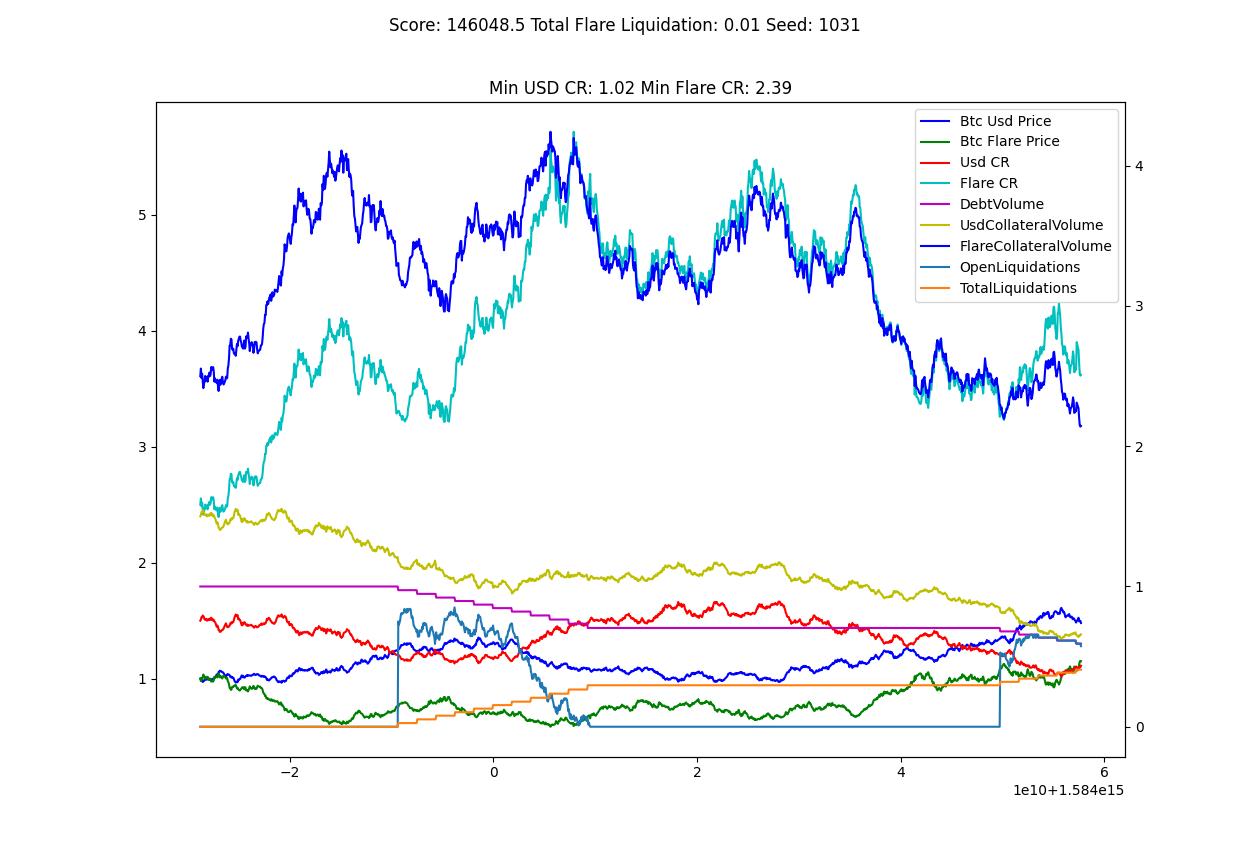 Score: 146048.5 Total Flare Liquidation: 0.01 Seed: 1031
Min USD CR: 1.02 Min Flare CR: 2.39
Btc Usd Price
Btc Flare Price
Usd CR
Flare CR
DebtVolume
UsdCollateralVolume
FlareCollateralVolume
OpenLiquidations
TotalLiquidations
5
4
3
2
1
4
3
2
1
0
−2
0
2
4
6
1e10+1.584e15